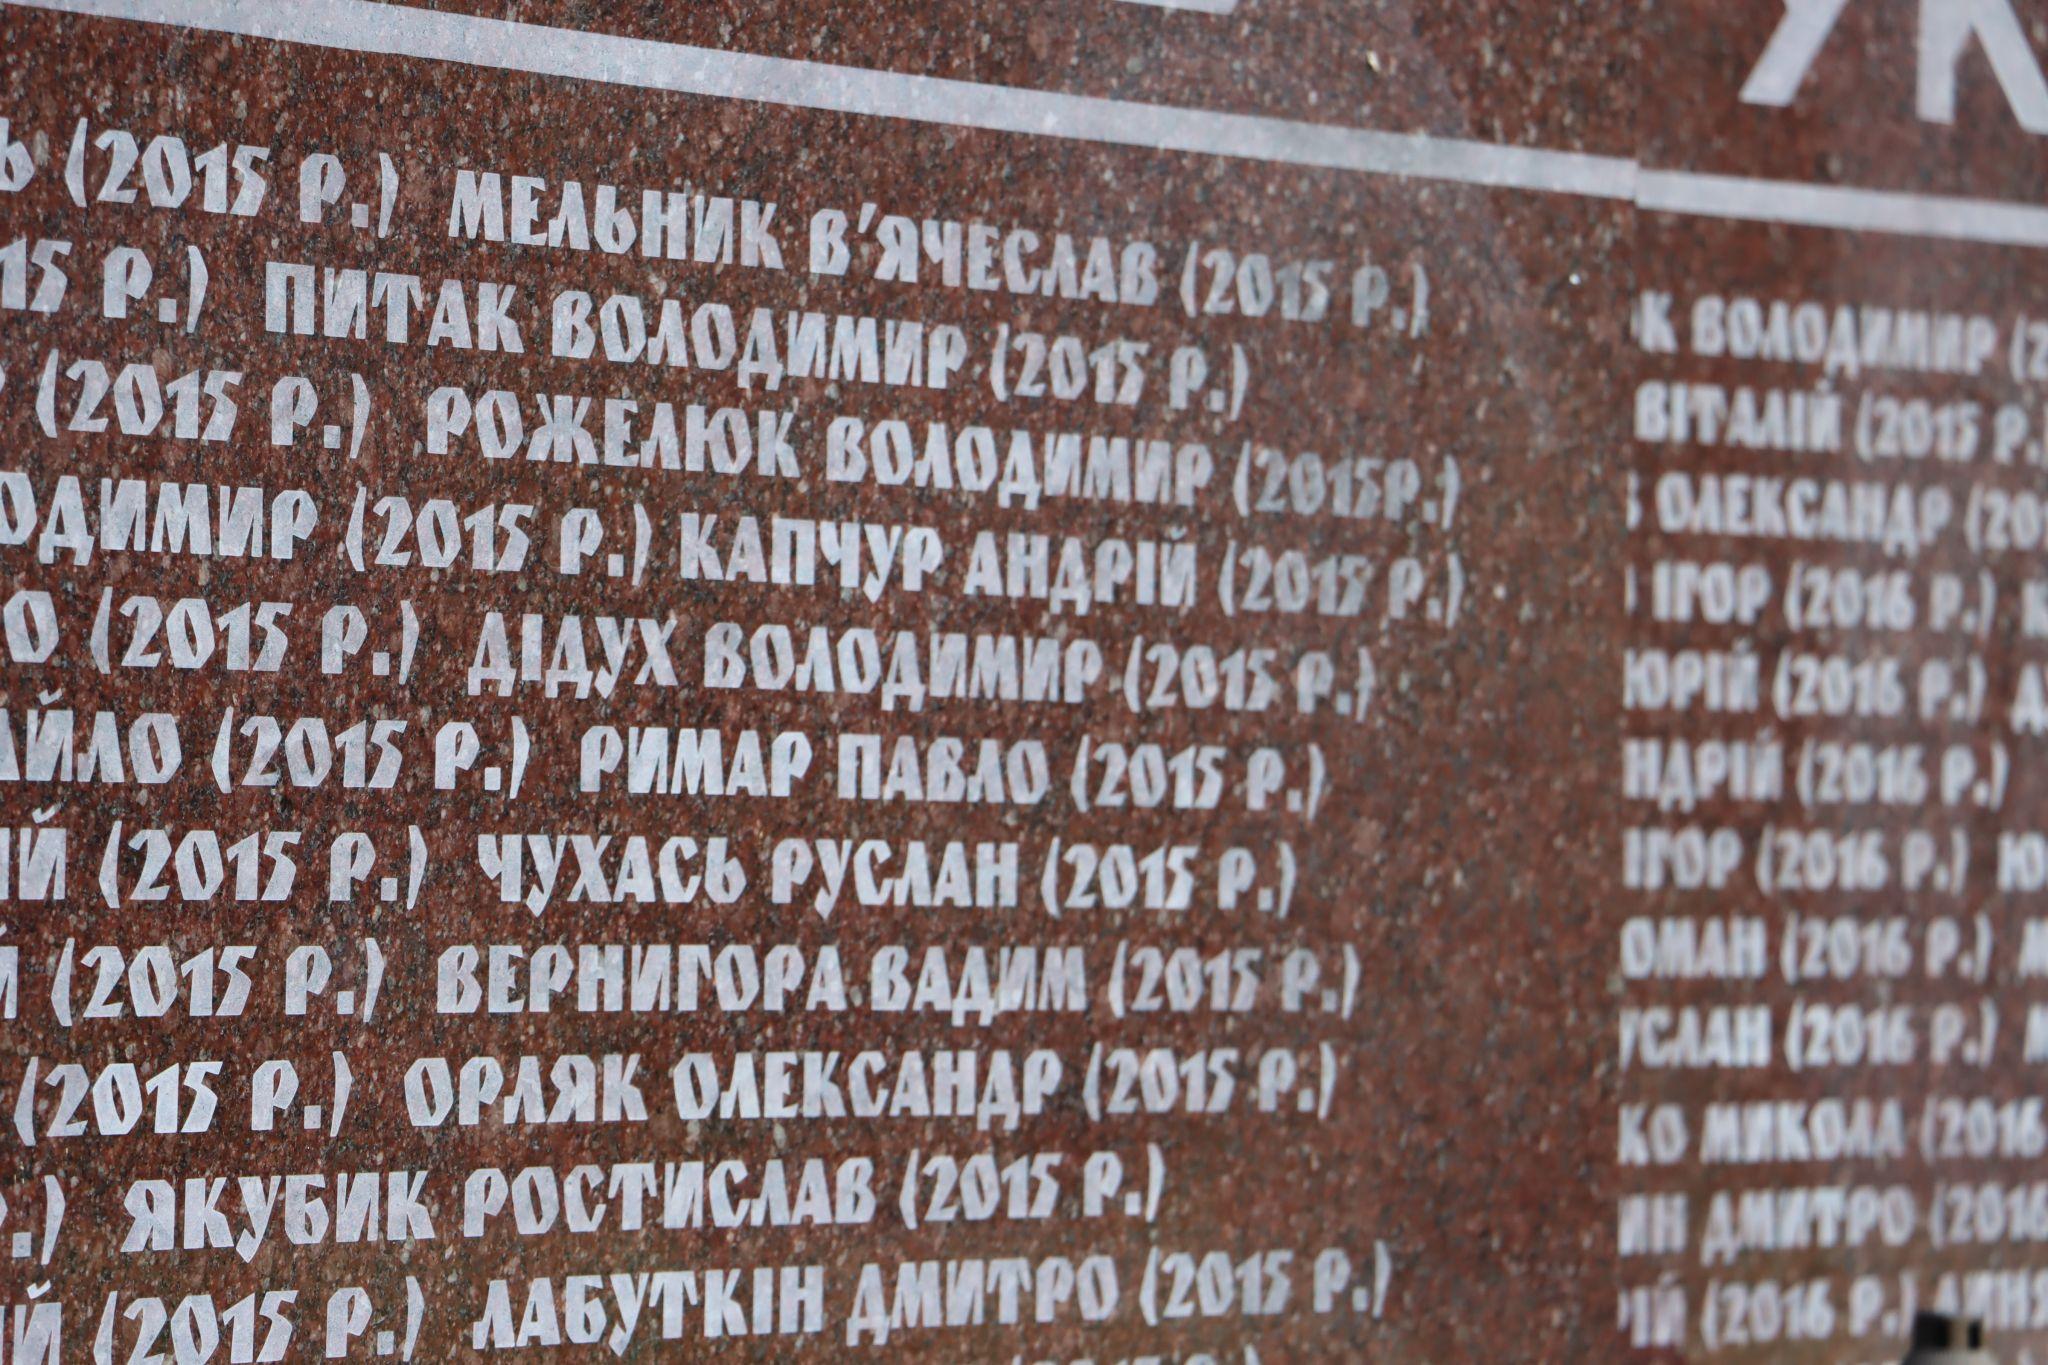 (2015 Р.) МЕЛЬНИК В'ЯЧЕСЛАВ (2015 Р.)
Р.) ПИТАК ВОЛОДИМИР (2015 Р.)
(2015 Р.) РОЖЕЛЮК ВОЛОДИМИР (2015Р.)
(2015 Р.) КАПЧУР АНДРІЙ (2015 Р.)
(2015 Р.) ДІДУХ ВОЛОДИМИР (2015 Р.)
(2015 Р.) РИМАР ПАВЛО (2015 Р.)
(2015 Р.) ЧУХАСЬ РУСЛАН (2015 Р.)
(2015 Р.) ВЕРНИГОРА ВАДИМ (2015 Р.)
(2015 Р.) ОРЛЯК ОЛЕКСАНДР (2015 Р.)
ЯКУБИК РОСТИСЛАВ (2015 Р.)
(2015 Р.) ЛАБУТКІН ДМИТРО (2015 Р.)
ВОЛОДИМИР
ВІТАЛІЙ (2015 Р.)
ОЛЕКСАНДР
ІГОР (2016 Р.)
ЮРІЙ (2016 Р.)
(2016 Р.)
ІГОР (2016 Р.)
(2016 Р.)
(2016 Р.)
МИКОЛА (2016
ДМИТРО (2016
(2016 Р.)